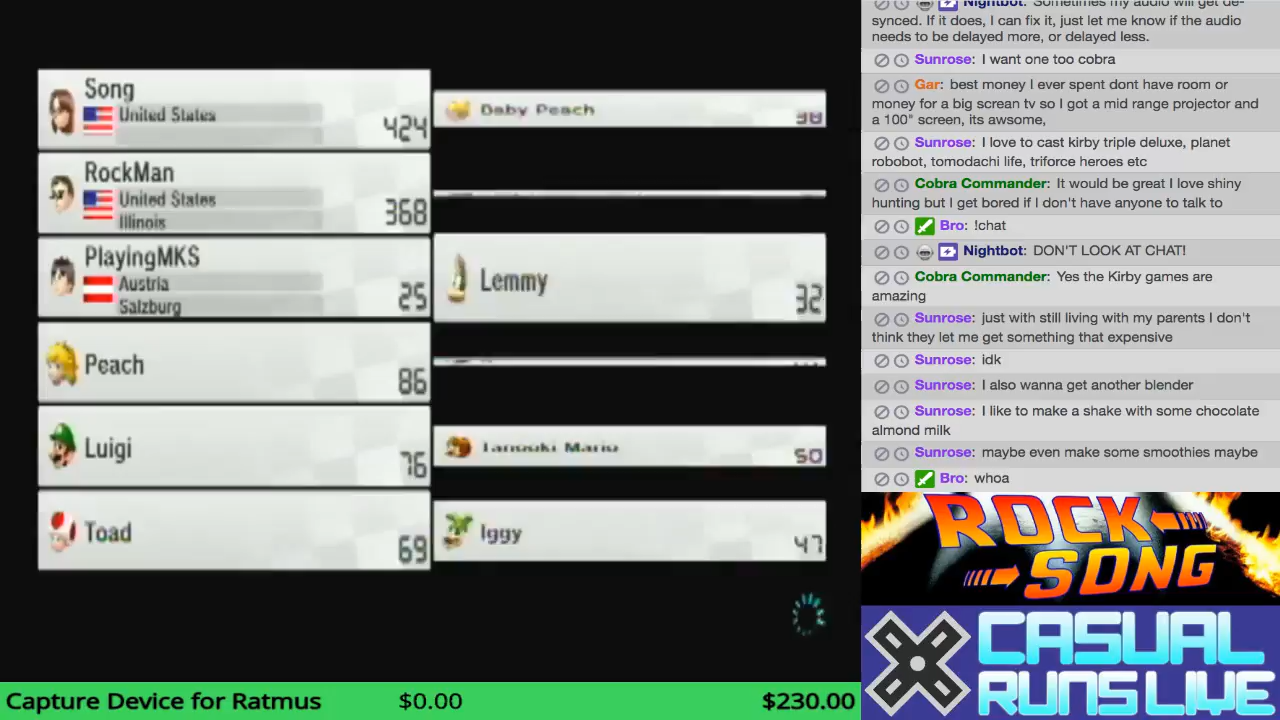 Song
United States
424
RockMan
United States
Illinois
368
PlayingMKS
Austria
Salzburg
25
Peach
86
Luigi
76
Toad
69
Baby Peach
38
Lemmy
32
Tanooki Mario
50
Iggy
47
Nightbot: Sometimes my audio will get de-
synced. If it does, I can fix it, just let me know if the audio
needs to be delayed more, or delayed less.
Sunrose: I want one too cobra
Gar: best money I ever spent dont have room or
money for a big screan tv so I got a mid range projector and
a 100" screen, its awsome,
Sunrose: I love to cast kirby triple deluxe, planet
robobot, tomodachi life, triforce heroes etc
Cobra Commander: It would be great I love shiny
hunting but I get bored if I don't have anyone to talk to
Bro: !chat
Nightbot: DON'T LOOK AT CHAT!
Cobra Commander: Yes the Kirby games are
amazing
Sunrose: just with still living with my parents I don't
think they let me get something that expensive
Sunrose: idk
Sunrose: I also wanna get another blender
Sunrose: I like to make a shake with some chocolate
almond milk
Sunrose: maybe even make some smoothies maybe
Bro: whoa
ROCK
SONG
CASUAL
RUNS LIVE
Capture Device for Ratmus $0.00 $230.00